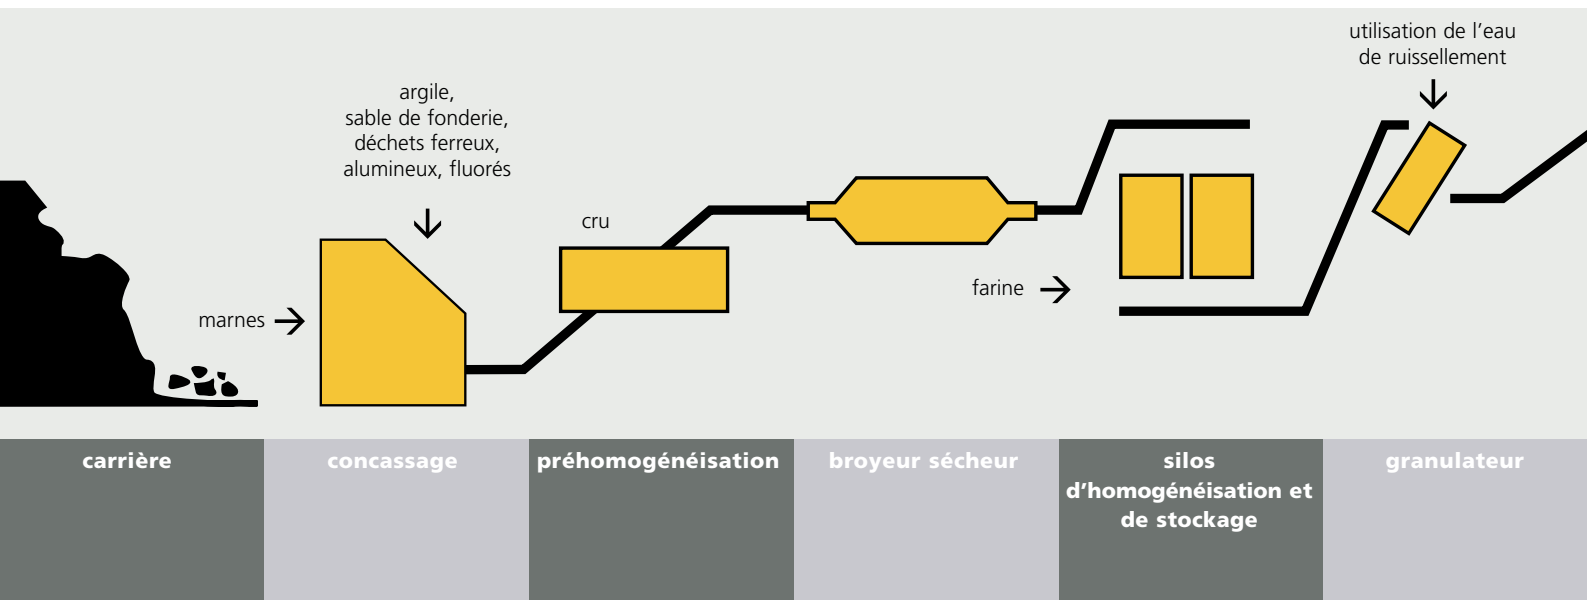 utilisation de l’eau
de ruissellement
argile,
sable de fonderie,
déchets ferreux,
alumineux, fluorés
cru
farine
marnes
carrière
concassage
préhomogénéisation
broyeur sécheur
silos
d’homogénéisation et
de stockage
granulateur